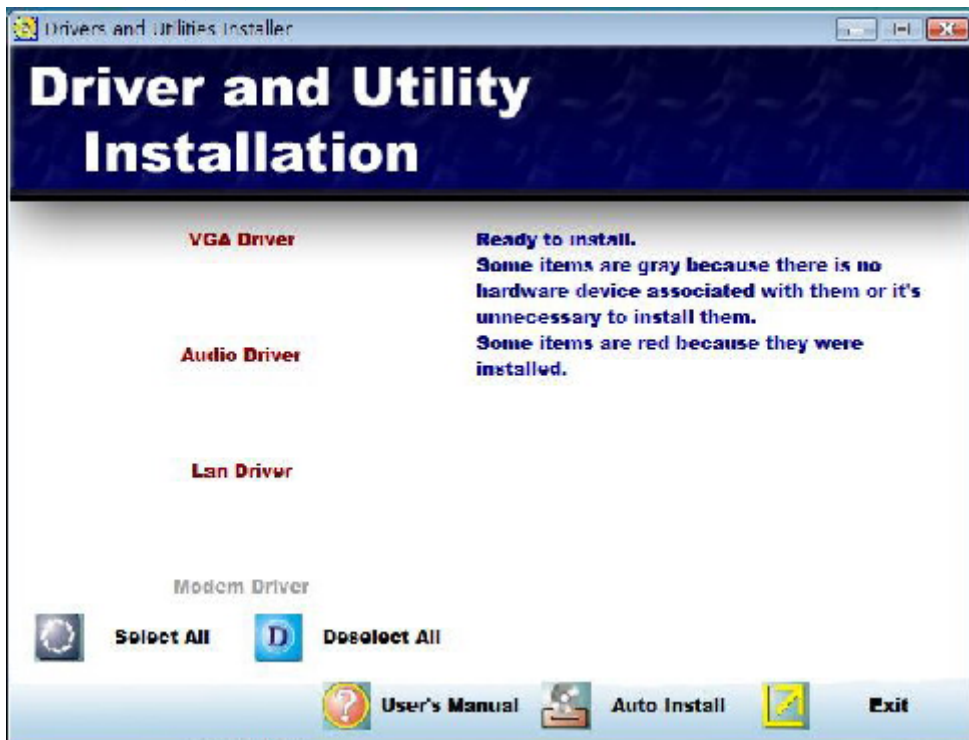 Drivers and Utilities Installer
Driver and Utility
Installation
VGA Driver
Ready to install.
Some items are gray because there is no
hardware device associated with them or it's
unnecessary to install them.
Some items are red because they were
installed.
Audio Driver
Lan Driver
Modem Driver
Select All
D
Deselect All
User's Manual
Auto Install
Exit